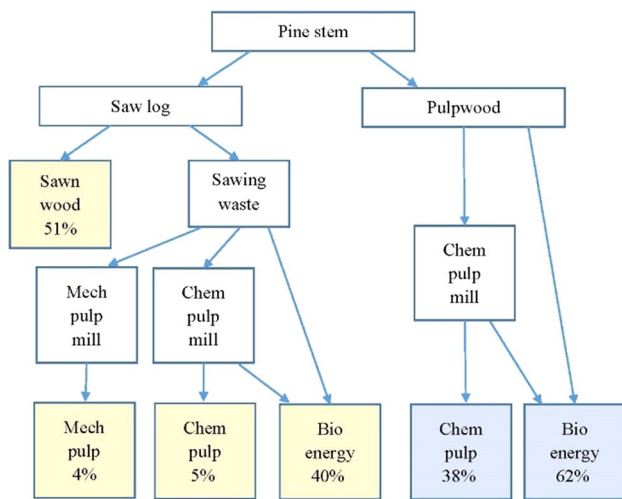 Pine stem
Saw log
Pulpwood
Sawn
wood
51%
Sawing
waste
Mech
pulp
mill
Chem
pulp
mill
Chem
pulp
mill
Mech
pulp
4%
Chem
pulp
5%
Bio
energy
40%
Chem
pulp
38%
Bio
energy
62%